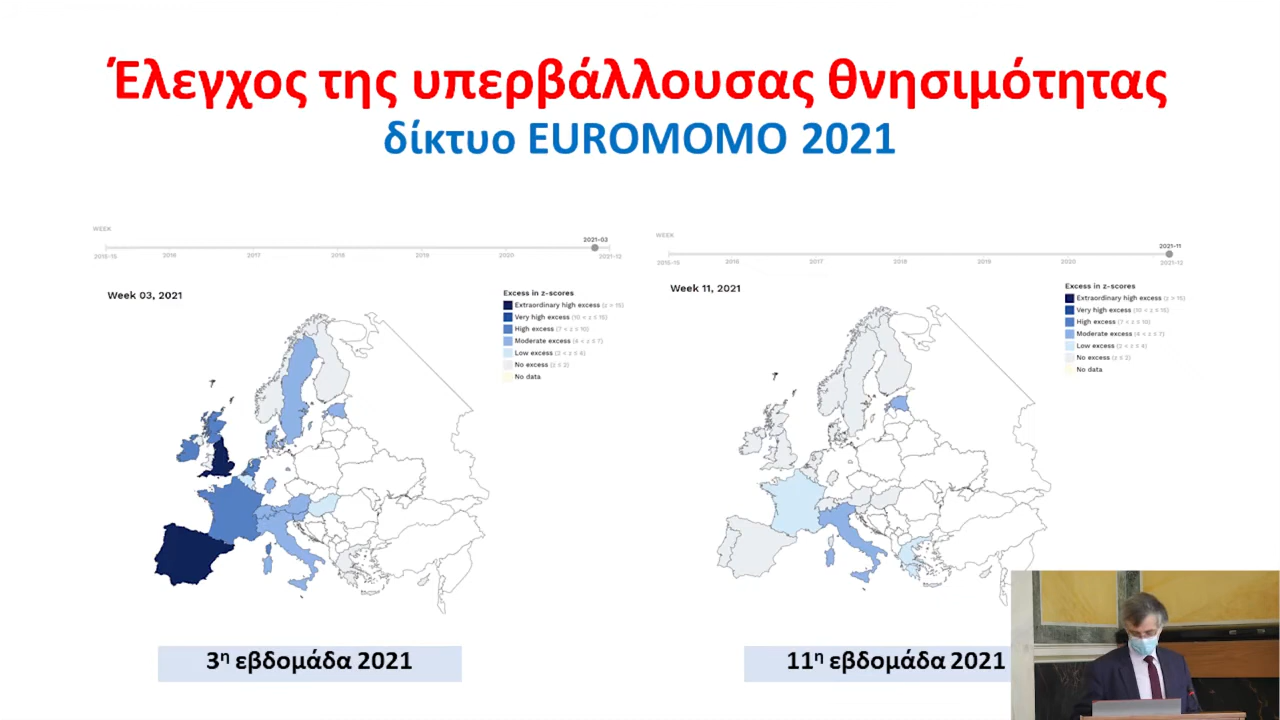 Έλεγχος της υπερβάλλουσας θνησιμότητας
δίκτυο EUROMOMO 2021
WEEK
2021-03
2015-15
2016
2017
2018
2019
2020
2021-12
Week 03, 2021
Excess in z-scores
Extraordinary high excess (z > 15)
Very high excess (10 < z ≤ 15)
High excess (7 < z ≤ 10)
Moderate excess (4 < z ≤ 7)
Low excess (2 < z ≤ 4)
No excess (z ≤ 2)
No data
3η εβδομάδα 2021
WEEK
2021-11
2015-15
2016
2017
2018
2019
2020
2021-12
Week 11, 2021
Excess in z-scores
Extraordinary high excess (z > 15)
Very high excess (10 < z ≤ 15)
High excess (7 < z ≤ 10)
Moderate excess (4 < z ≤ 7)
Low excess (2 < z ≤ 4)
No excess (z ≤ 2)
No data
11η εβδομάδα 2021